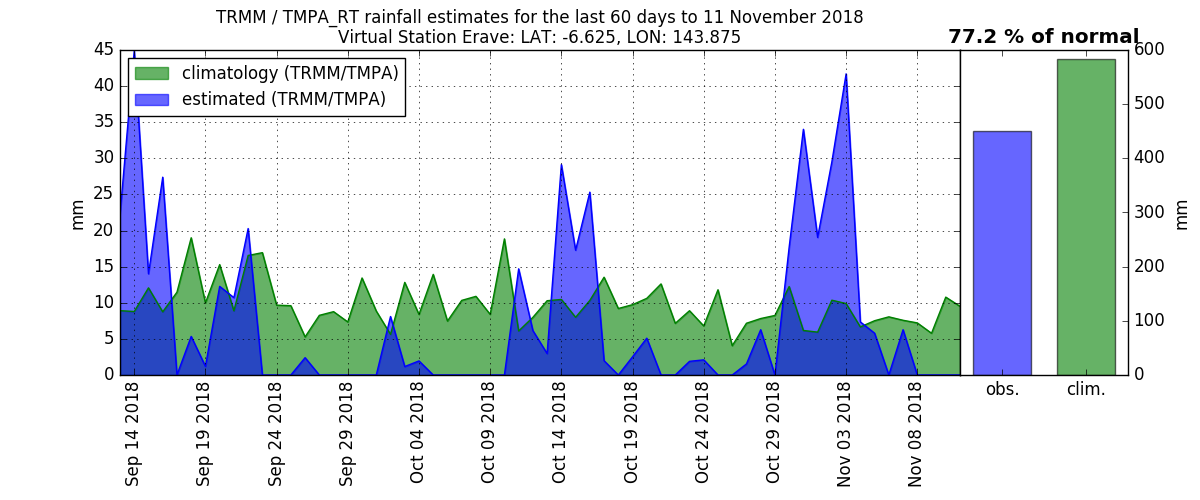 TRMM / TMPA_RT rainfall estimates for the last 60 days to 11 November 2018
Virtual Station Erave: LAT: -6.625, LON: 143.875
77.2 % of normal
climatology (TRMM/TMPA)
estimated (TRMM/TMPA)
mm
45
40
35
30
25
20
15
10
5
0
Sep 14 2018
Sep 19 2018
Sep 24 2018
Sep 29 2018
Oct 04 2018
Oct 09 2018
Oct 14 2018
Oct 19 2018
Oct 24 2018
Oct 29 2018
Nov 03 2018
Nov 08 2018
obs.
clim.
600
500
400
300
200
100
0
mm